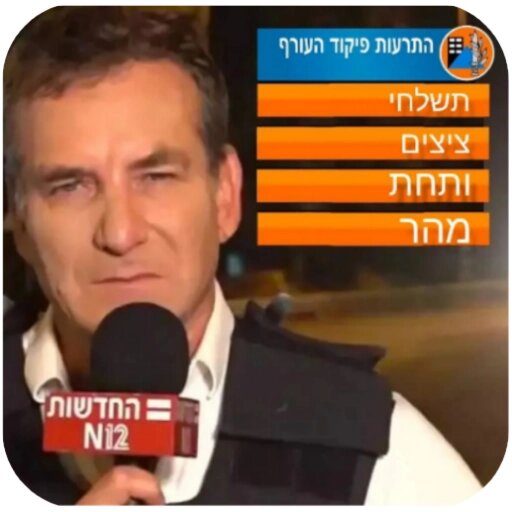 התרעות פיקוד העורף
תשלחי
ציצים
ותחת
מהר
החדשות
N12